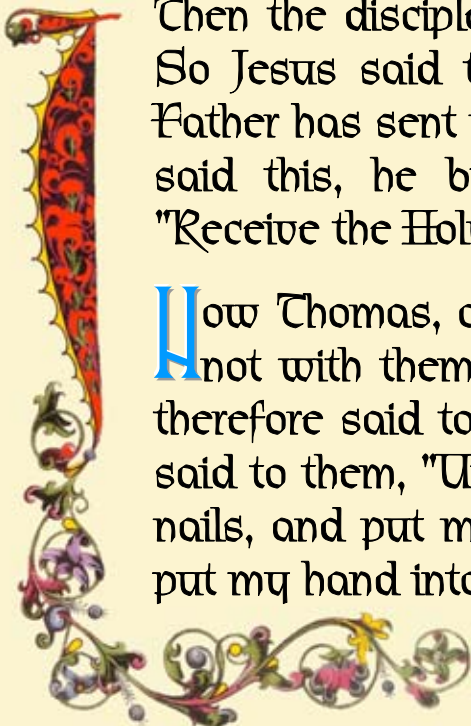 Then the discipl
So Jesus said t
Father has sent
said this, he b
"Receive the Hol
Now Thomas,
not with them
therefore said to
said to them, "U
nails, and put m
put my hand into